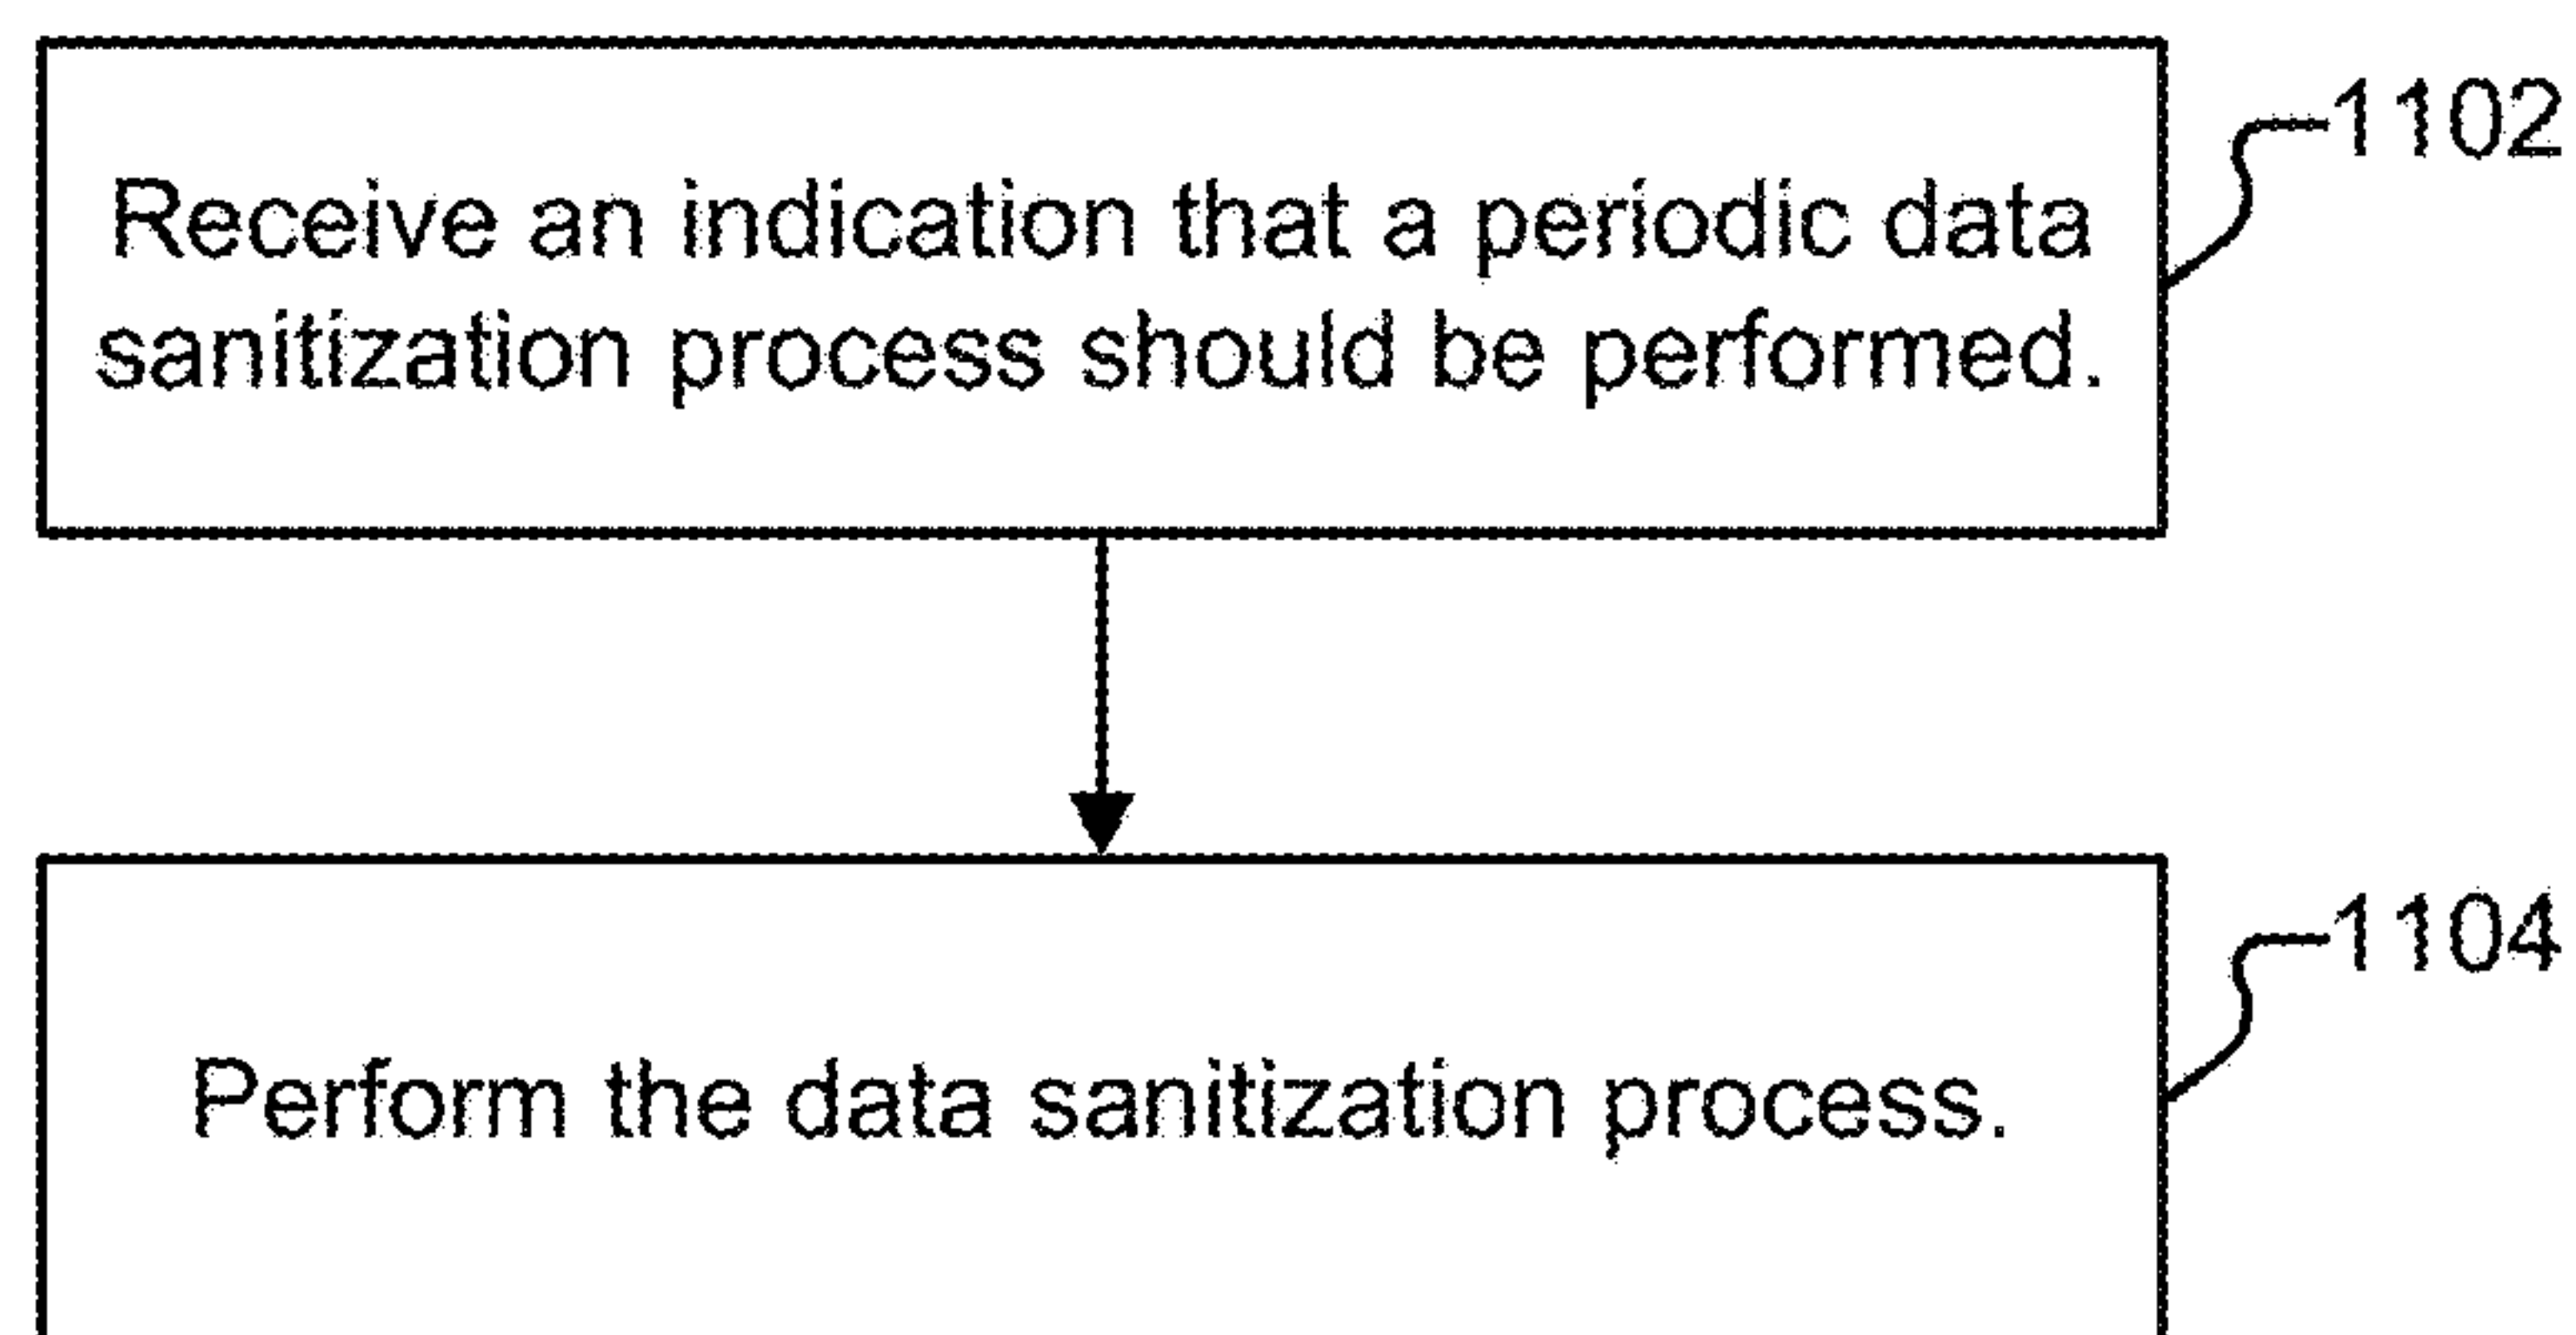 1102
Receive an indication that a periodic data
sanitization process should be performed.
1104
Perform the data sanitization process.